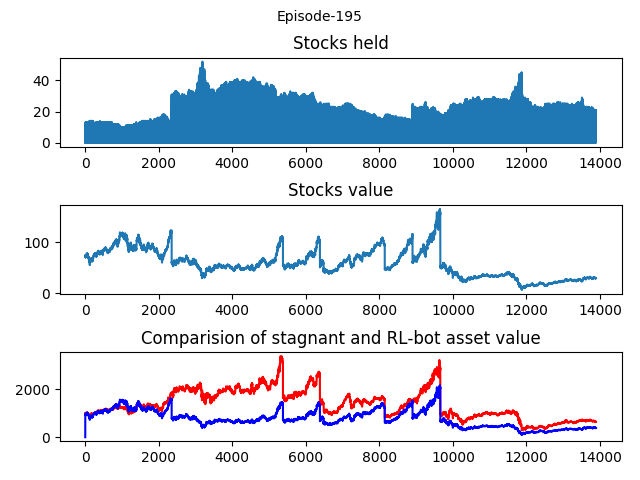 Episode-195
Stocks held
40
20
0
0 2000 4000 6000 8000 10000 12000 14000
Stocks value
100
0
0 2000 4000 6000 8000 10000 12000 14000
Comparision of stagnant and RL-bot asset value
2000
0
0 2000 4000 6000 8000 10000 12000 14000